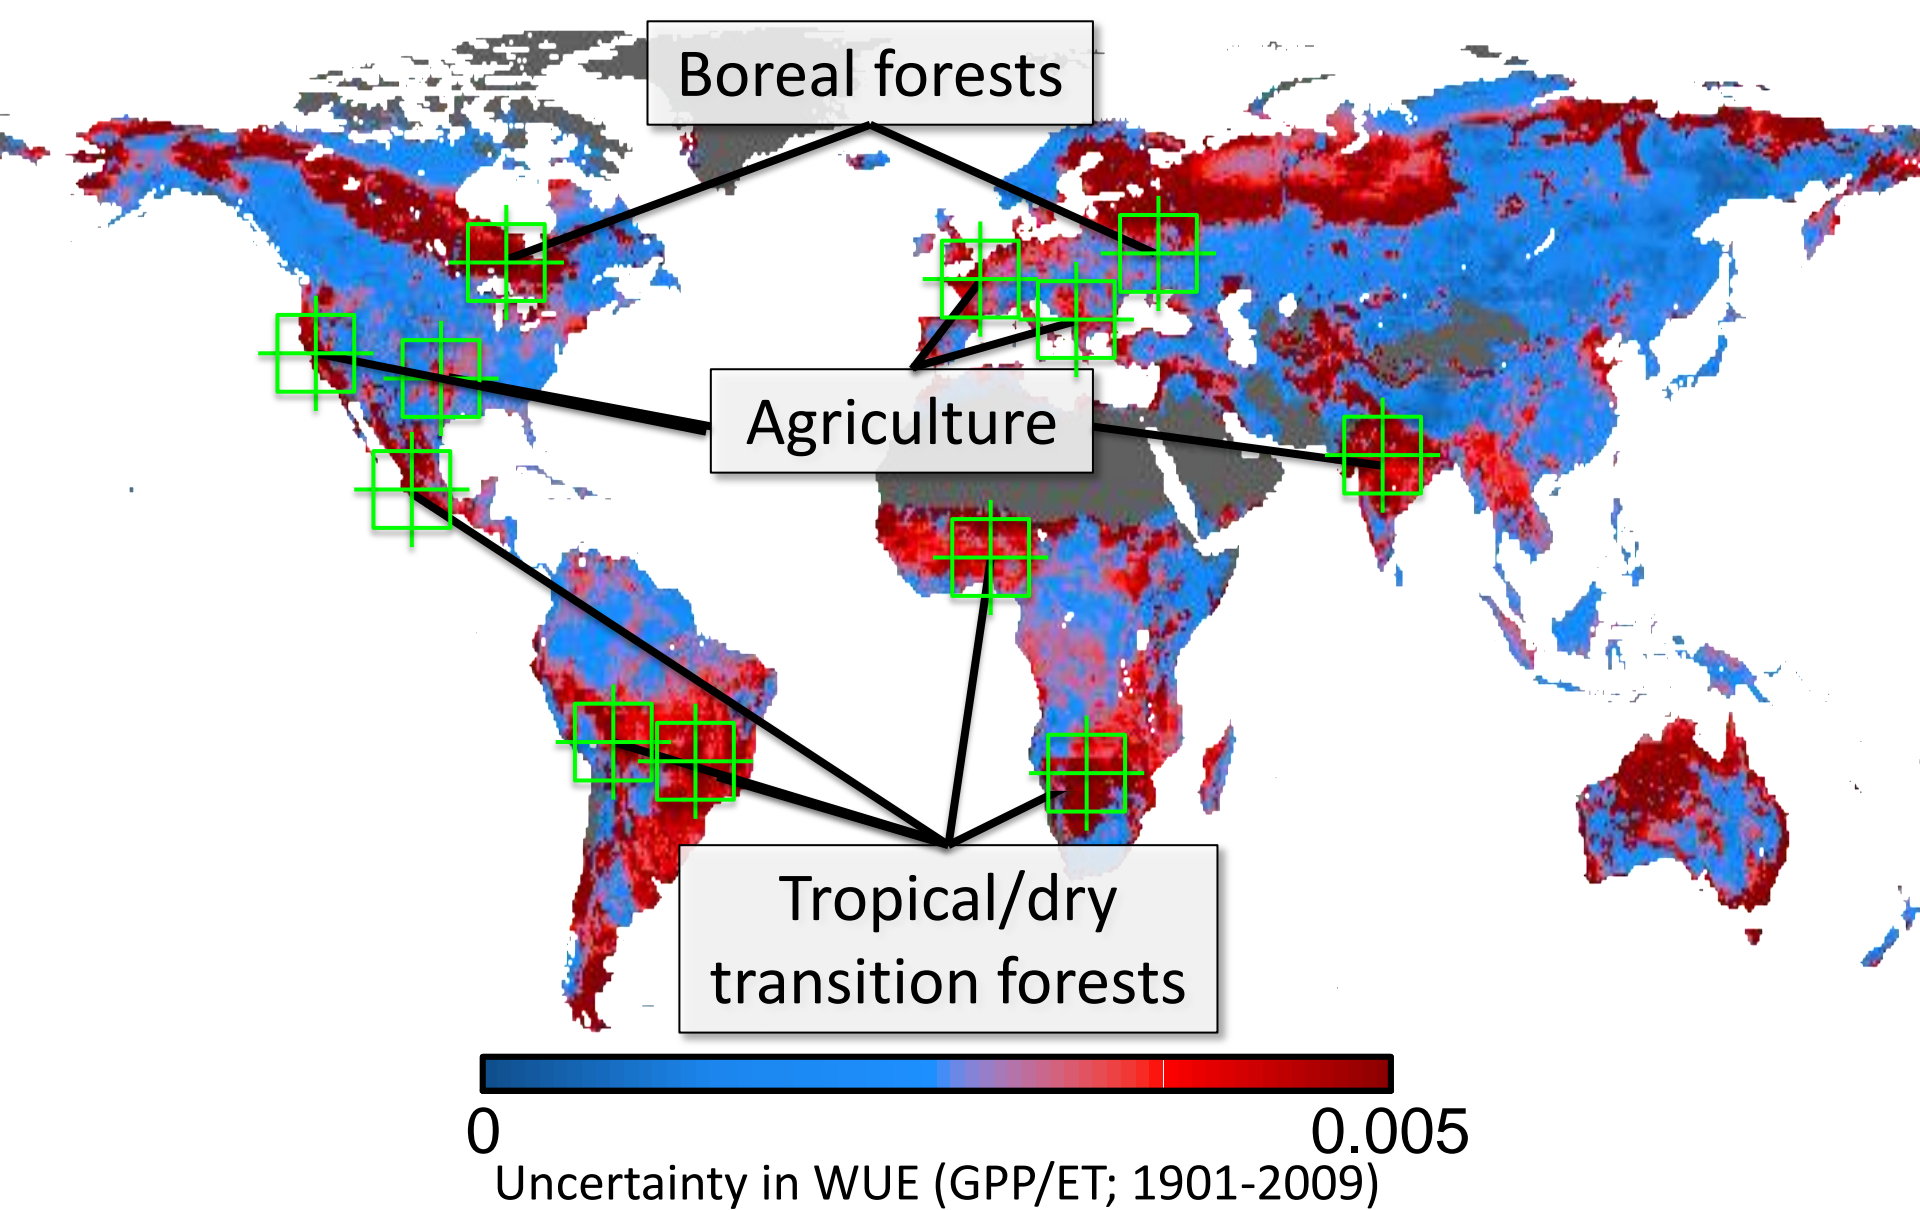 Boreal forests
Agriculture
Tropical/dry
transition forests
0
0.005
Uncertainty in WUE (GPP/ET; 1901-2009)